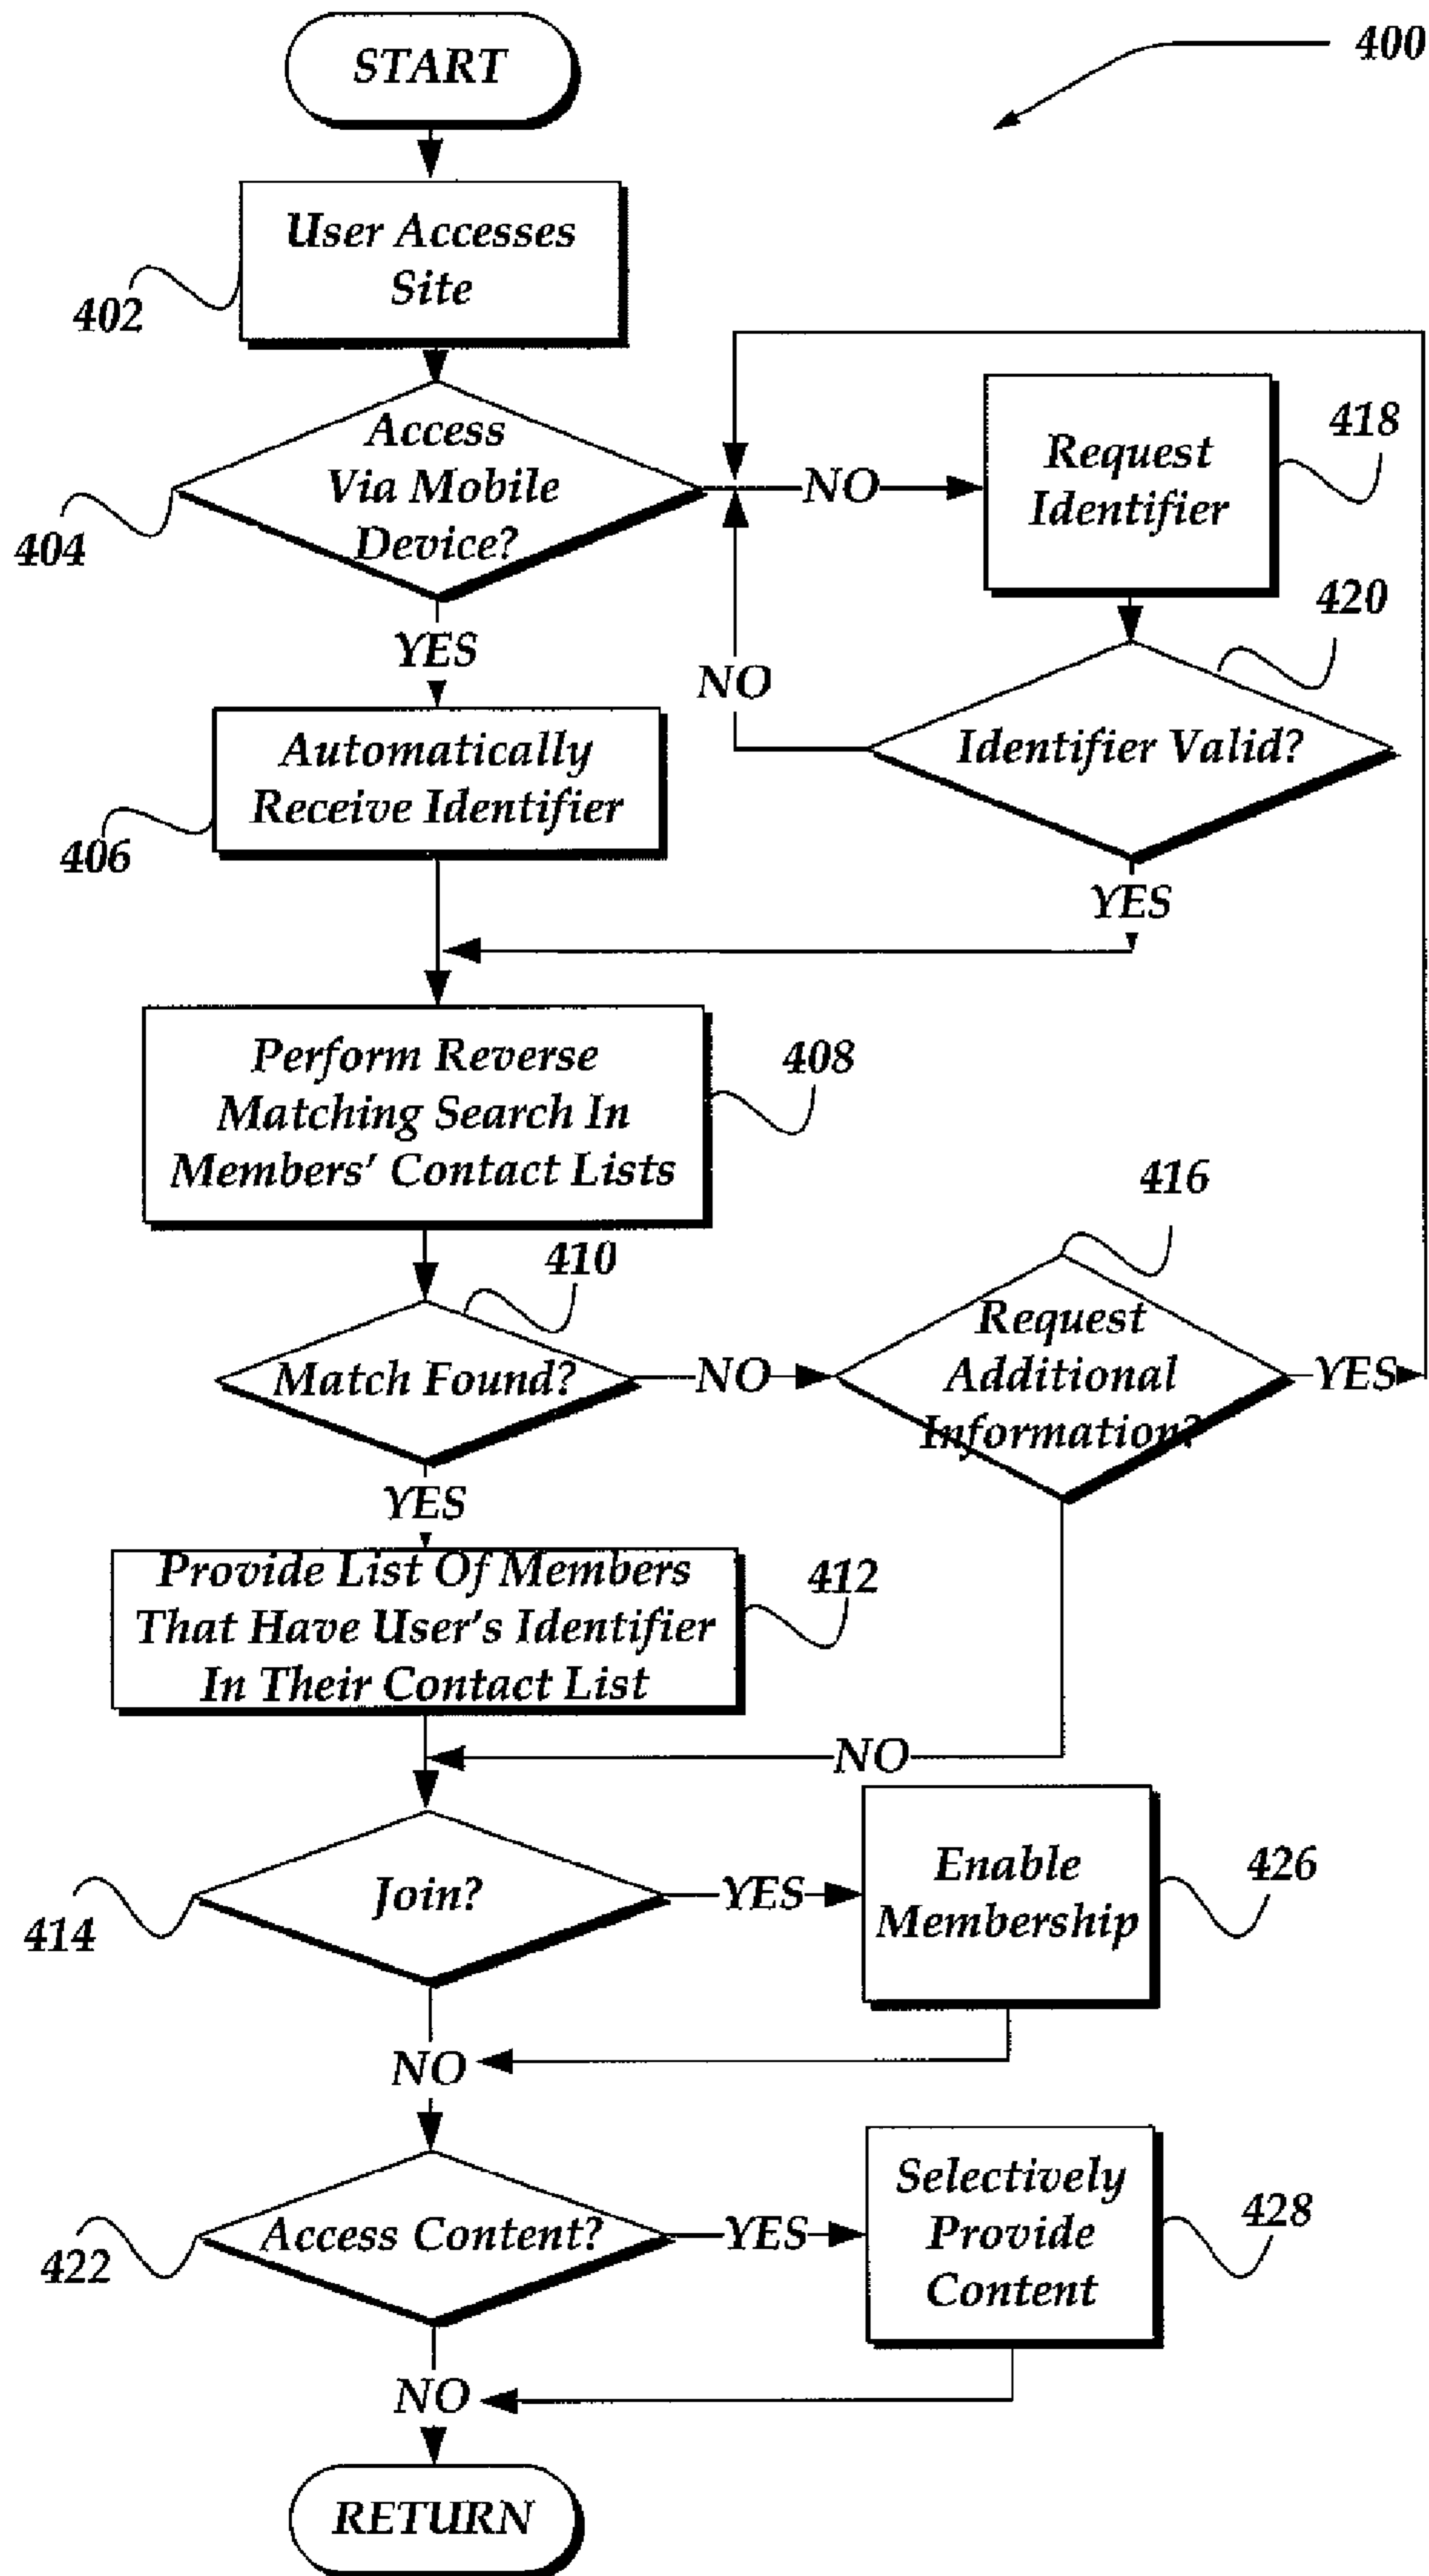 START
400
User Accesses
Site
402
Access
Via Mobile
Device?
404
NO
Request
Identifier
418
YES
NO
420
Identifier Valid?
Automatically
Receive Identifier
406
YES
Perform Reverse
Matching Search In
Members' Contact Lists
408
410
Match Found?
NO
416
Request
Additional
Information?
YES
YES
Provide List Of Members
That Have User's Identifier
In Their Contact List
412
NO
Join?
414
YES
Enable
Membership
426
NO
Access Content?
422
YES
Selectively
Provide
Content
428
NO
RETURN